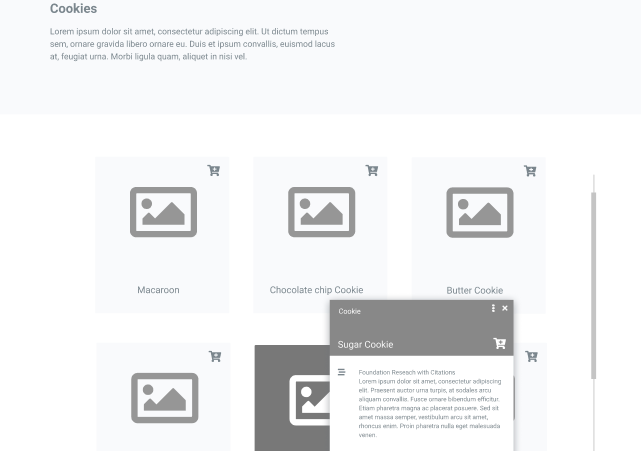 Cookies
Lorem ipsum dolor sit amet, consectetur adipiscing elit. Ut dictum tempus
sem, ornare gravida libero ornare eu. Duis et ipsum convallis, euismod lacus
at, feugiat urna. Morbi ligula quam, aliquet in nisi vel.
Macaroon
Chocolate chip Cookie
Butter Cookie
Cookie
Sugar Cookie
Foundation Reseach with Citations
Lorem ipsum dolor sit amet, consectetur adipiscing
elit. Praesent auctor urna turpis, at sodales arcu
aliquam convallis. Fusce ornare bibendum efficitur.
Etiam pharetra magna ac placerat posuere. Sed sit
amet massa semper, vestibulum arcu sit amet,
rhoncus enim. Proin pharetra nulla eget malesuada
venen.